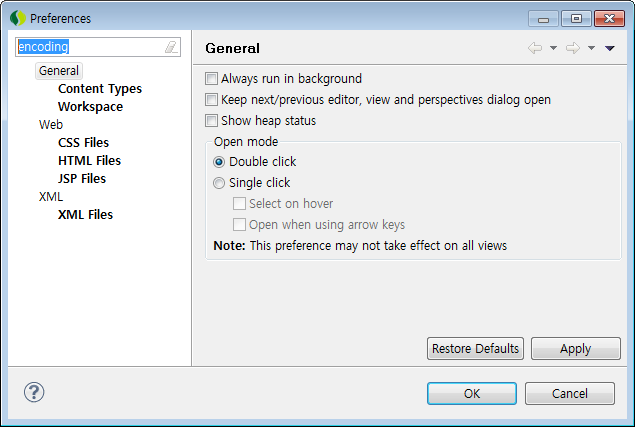 Preferences
encoding
General
Content Types
Workspace
Web
CSS Files
HTML Files
JSP Files
XML
XML Files
General
Always run in background
Keep next/previous editor, view and perspectives dialog open
Show heap status
Open mode
Double click
Single click
Select on hover
Open when using arrow keys
Note: This preference may not take effect on all views
Restore Defaults
Apply
?
OK
Cancel